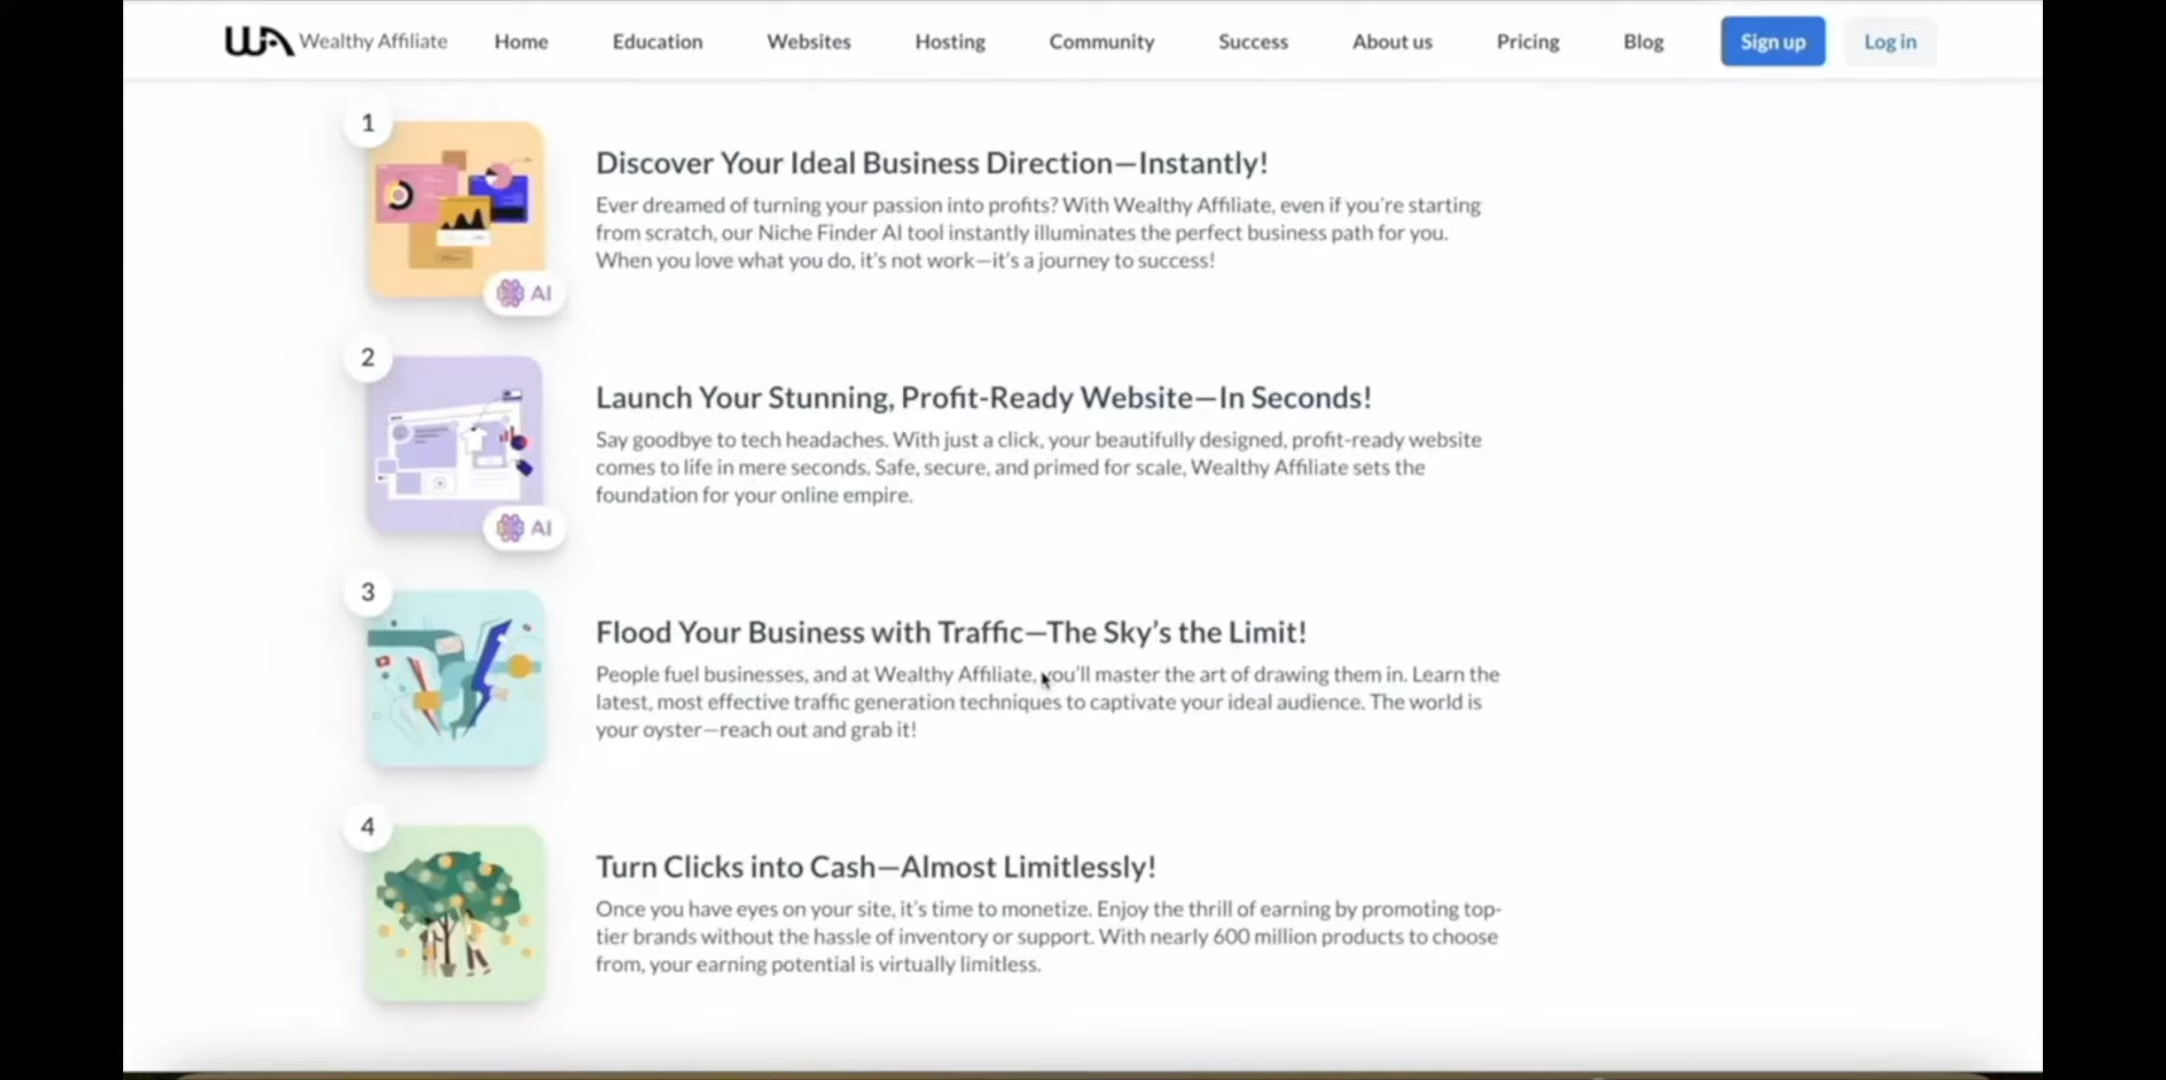 WA Wealthy Affiliate Home Education Websites Hosting Community Success About us Pricing Blog Sign up Log in
1
Discover Your Ideal Business Direction—Instantly!
Ever dreamed of turning your passion into profits? With Wealthy Affiliate, even if you're starting
from scratch, our Niche Finder AI tool instantly illuminates the perfect business path for you.
When you love what you do, it's not work—it's a journey to success!
AI
2
Launch Your Stunning, Profit-Ready Website—In Seconds!
Say goodbye to tech headaches. With just a click, your beautifully designed, profit-ready website
comes to life in mere seconds. Safe, secure, and primed for scale, Wealthy Affiliate sets the
foundation for your online empire.
AI
3
Flood Your Business with Traffic—The Sky's the Limit!
People fuel businesses, and at Wealthy Affiliate, you'll master the art of drawing them in. Learn the
latest, most effective traffic generation techniques to captivate your ideal audience. The world is
your oyster—reach out and grab it!
4
Turn Clicks into Cash—Almost Limitlessly!
Once you have eyes on your site, it's time to monetize. Enjoy the thrill of earning by promoting top-
tier brands without the hassle of inventory or support. With nearly 600 million products to choose
from, your earning potential is virtually limitless.